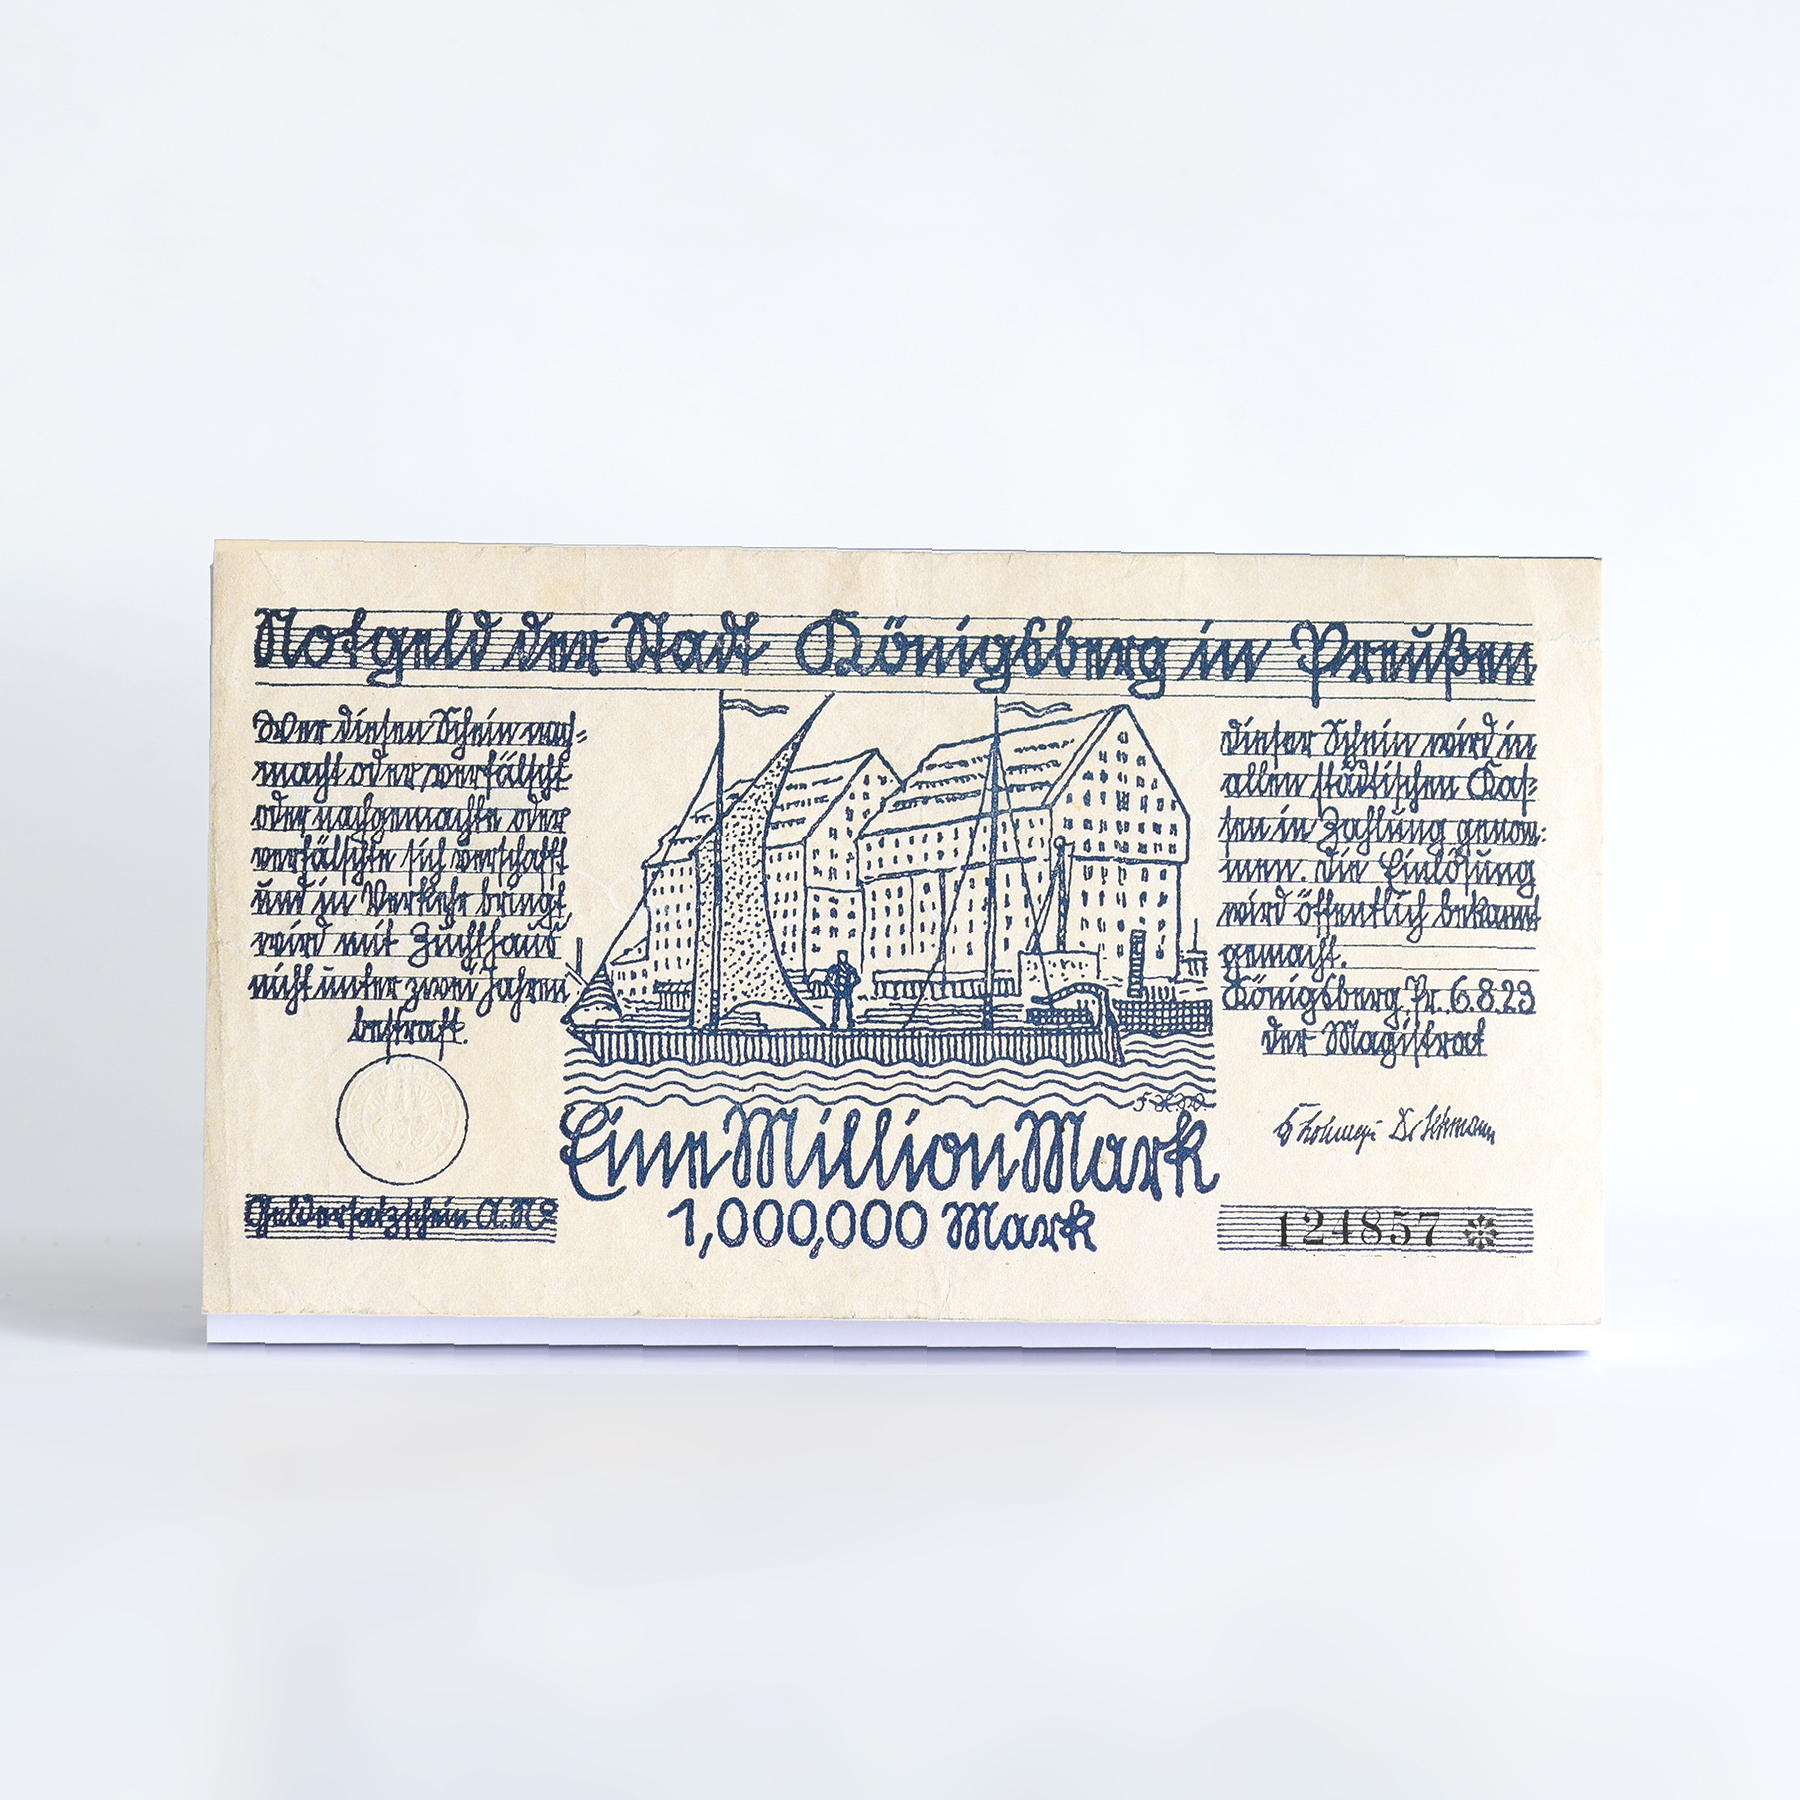 Notgeld der Stadt Königsberg in Preußen
Wer diesen Schein nach-
macht oder verfälscht
oder nachgemachte oder
verfälschte sich verschafft
und in Verkehr bringt,
wird mit Zuchthaus
nicht unter zwei Jahren
bestraft.
dieser Schein wird in
allen städtischen Kas-
sen in Zahlung genom-
men. die Einlösung
wird öffentlich bekannt
gemacht.
Königsberg, Pr. 6.8.23
der Magistrat
Eine Million Mark
1,000,000 Mark
Geldersatzschein A. No
124857